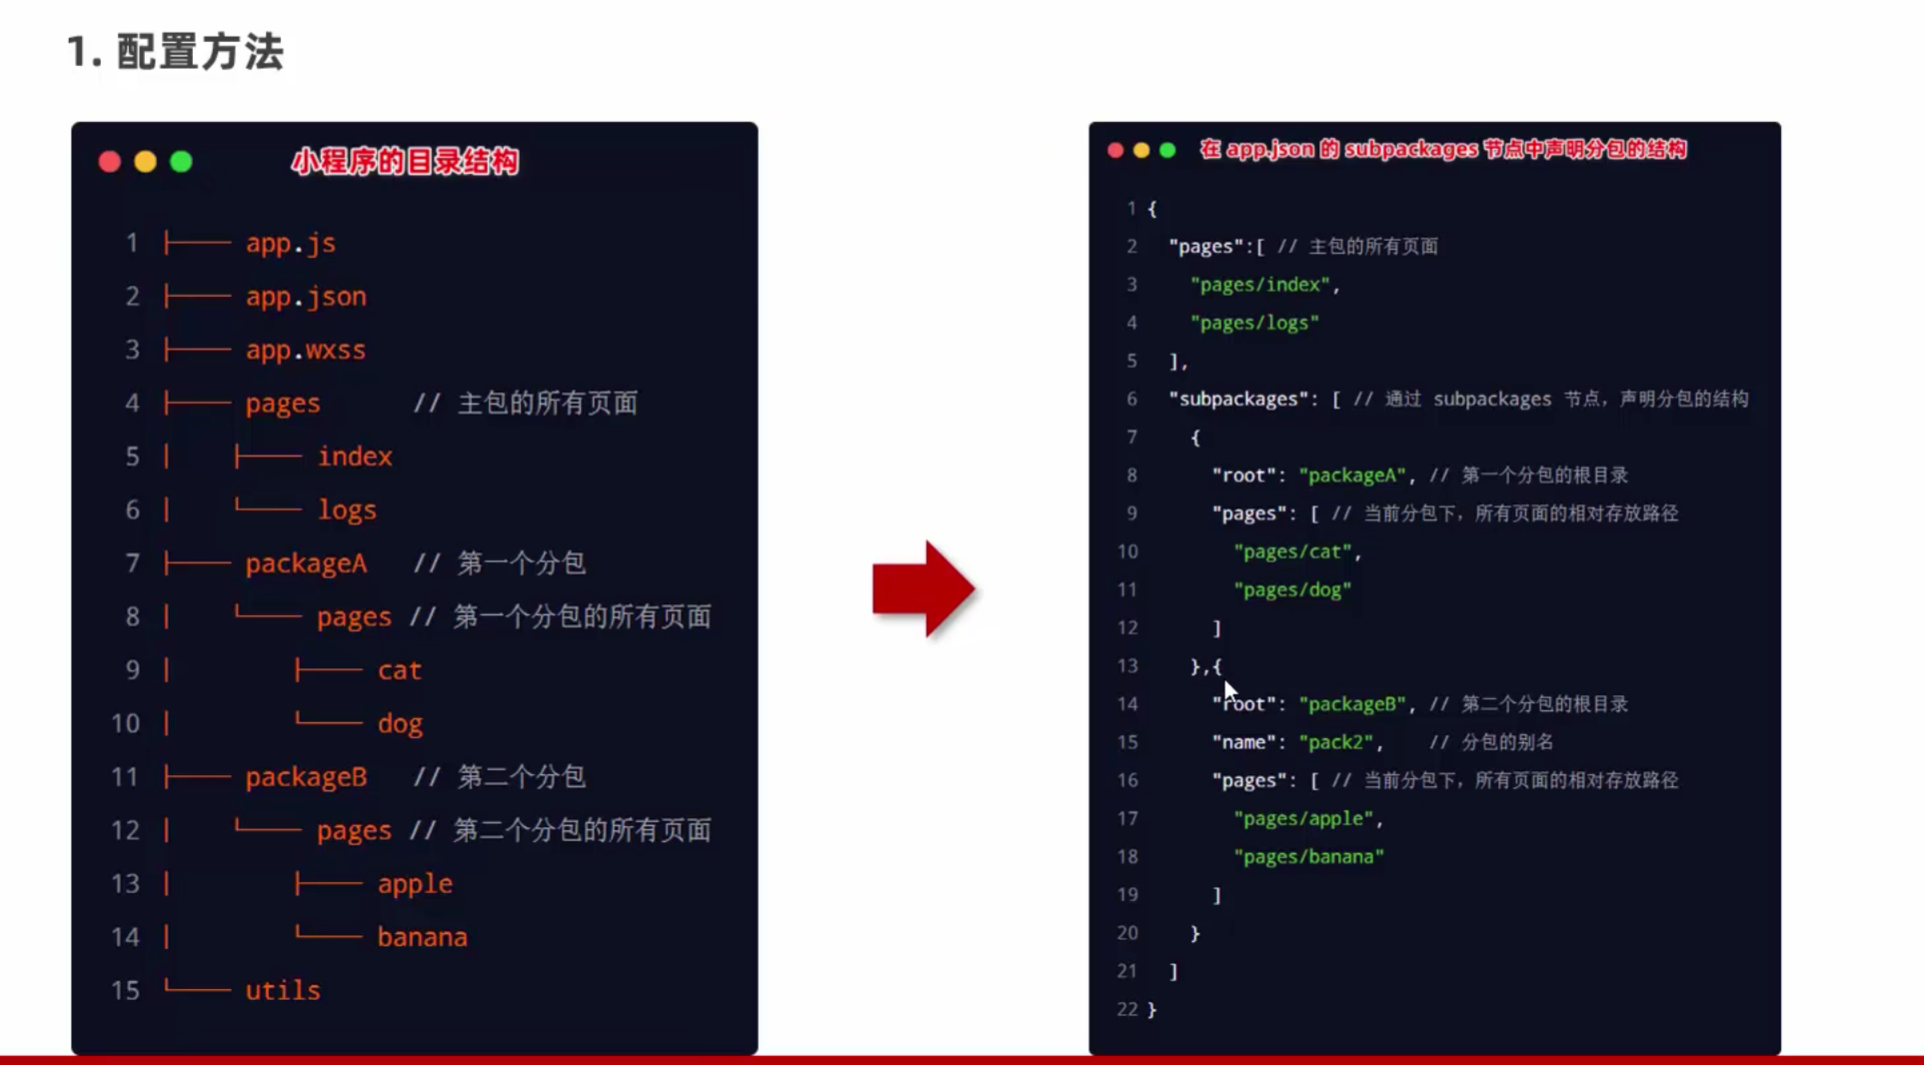 1. 配置方法
小程序的目录结构
1 ├── app.js
2 ├── app.json
3 ├── app.wxss
4 ├── pages // 主包的所有页面
5 │ ├── index
6 │ └── logs
7 ├── packageA // 第一个分包
8 │ └── pages // 第一个分包的所有页面
9 │ ├── cat
10 │ └── dog
11 ├── packageB // 第二个分包
12 │ └── pages // 第二个分包的所有页面
13 │ ├── apple
14 │ └── banana
15 └── utils
在 app.json 的 subpackages 节点中声明分包的结构
1 {
2 "pages":[ // 主包的所有页面
3 "pages/index",
4 "pages/logs"
5 ],
6 "subpackages": [ // 通过 subpackages 节点，声明分包的结构
7 {
8 "root": "packageA", // 第一个分包的根目录
9 "pages": [ // 当前分包下，所有页面的相对存放路径
10 "pages/cat",
11 "pages/dog"
12 ]
13 },{
14 "root": "packageB", // 第二个分包的根目录
15 "name": "pack2", // 分包的别名
16 "pages": [ // 当前分包下，所有页面的相对存放路径
17 "pages/apple",
18 "pages/banana"
19 ]
20 }
21 ]
22 }